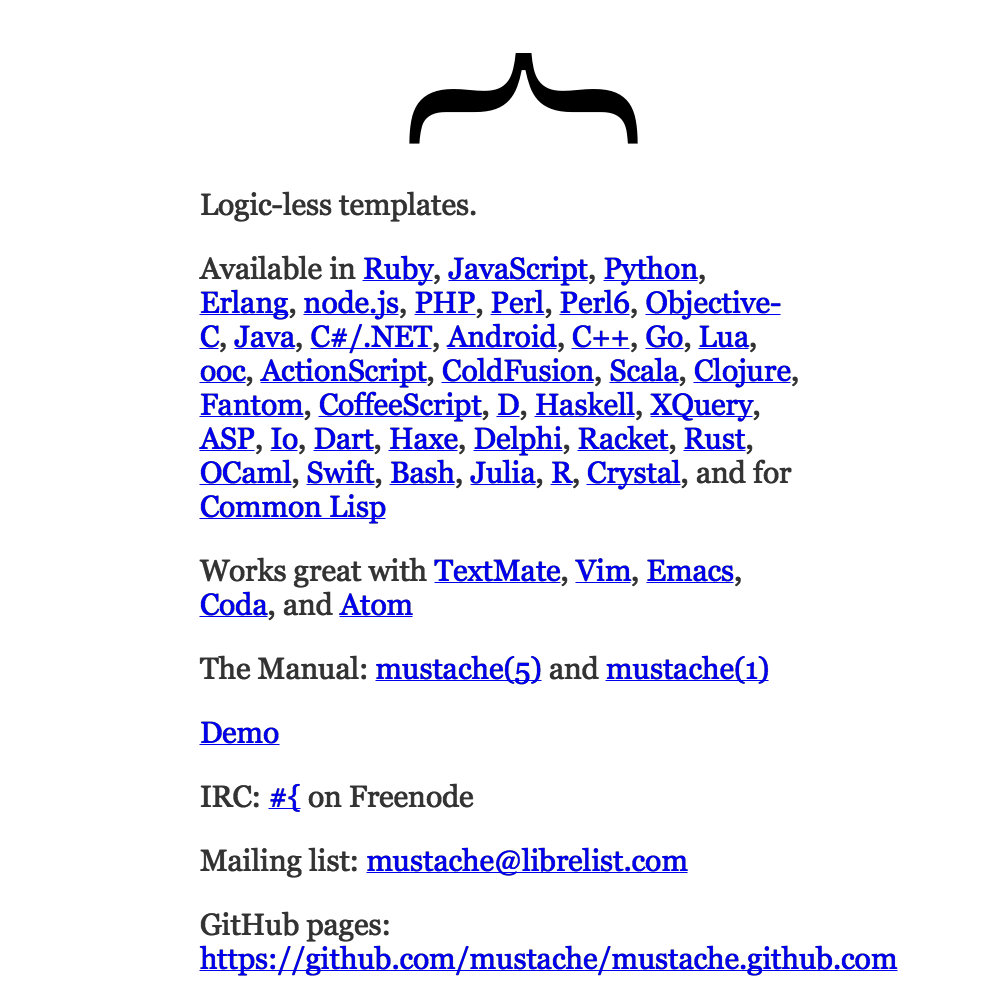 Logic-less templates.
Available in Ruby, JavaScript, Python,
Erlang, node.js, PHP, Perl, Perl6, Objective-
C, Java, C#/.NET, Android, C++, Go, Lua,
ooc, ActionScript, ColdFusion, Scala, Clojure,
Fantom, CoffeeScript, D, Haskell, XQuery,
ASP, Io, Dart, Haxe, Delphi, Racket, Rust,
OCaml, Swift, Bash, Julia, R, Crystal, and for
Common Lisp
Works great with TextMate, Vim, Emacs,
Coda, and Atom
The Manual: mustache(5) and mustache(1)
Demo
IRC: #{ on Freenode
Mailing list: mustache@librelist.com
GitHub pages:
https://github.com/mustache/mustache.github.com